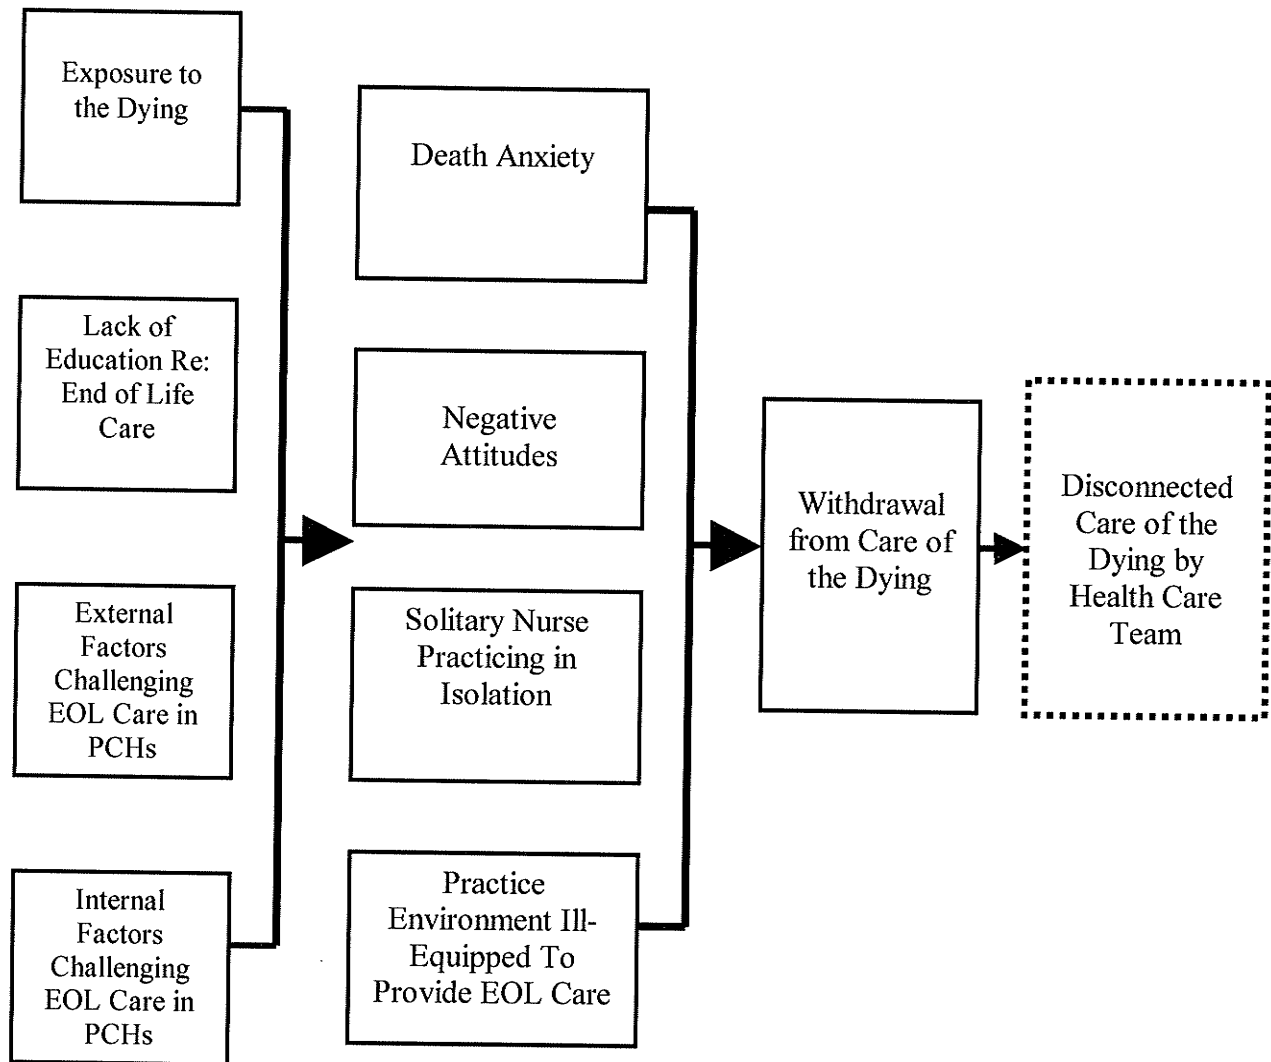 Exposure to
the Dying
Lack of
Education Re:
End of Life
Care
External
Factors
Challenging
EOL Care in
PCHs
Internal
Factors
Challenging
EOL Care in
PCHs
Death Anxiety
Negative
Attitudes
Solitary Nurse
Practicing in
Isolation
Practice
Environment Ill-
Equipped To
Provide EOL Care
Withdrawal
from Care of
the Dying
Disconnected
Care of the
Dying by
Health Care
Team